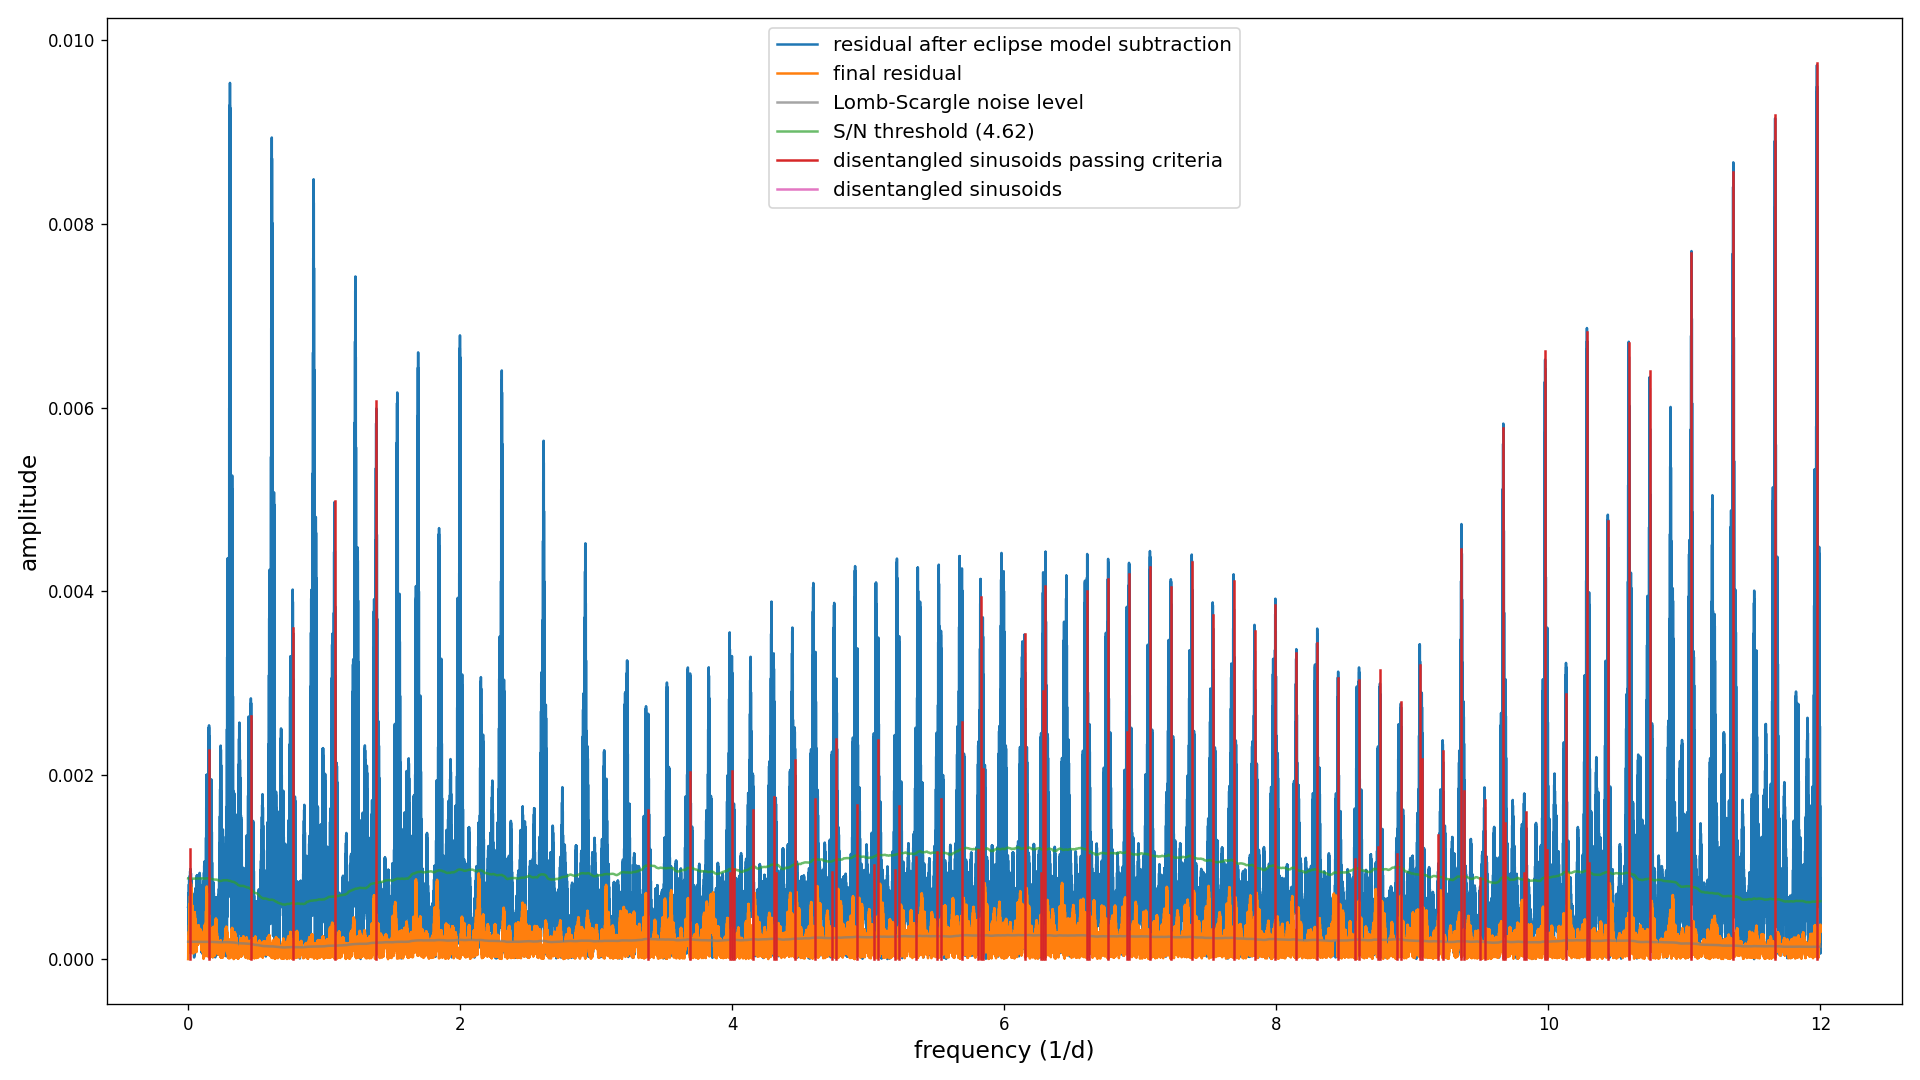 0.010
0.008
0.006
0.004
0.002
0.000
amplitude
residual after eclipse model subtraction
final residual
Lomb-Scargle noise level
S/N threshold (4.62)
disentangled sinusoids passing criteria
disentangled sinusoids
0 2 4 6 8 10 12
frequency (1/d)